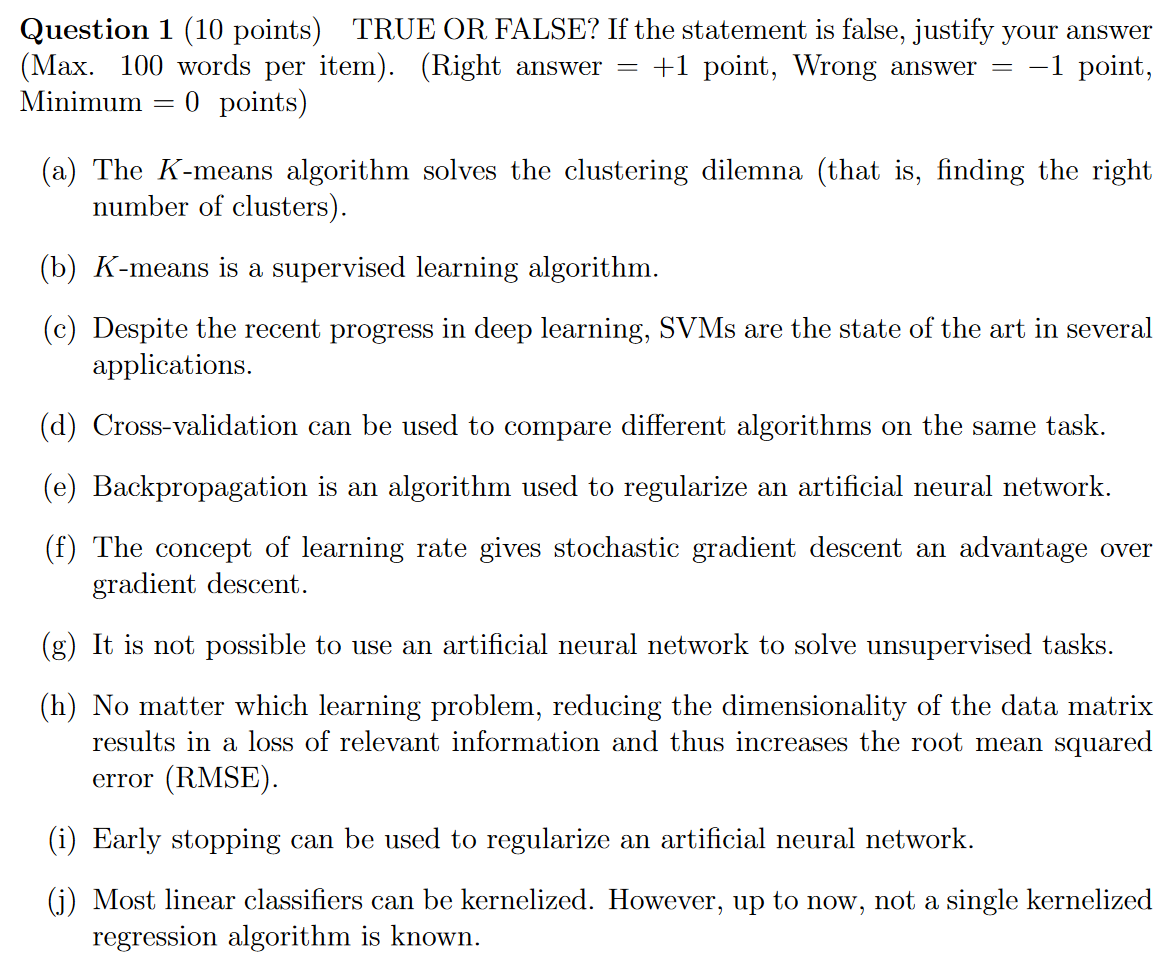 Question 1 (10 points) TRUE OR FALSE? If the statement is false, justify your answer
(Max. 100 words per item). (Right answer = +1 point, Wrong answer = −1 point,
Minimum = 0 points)
(a) The K-means algorithm solves the clustering dilemna (that is, finding the right
number of clusters).
(b) K-means is a supervised learning algorithm.
(c) Despite the recent progress in deep learning, SVMs are the state of the art in several
applications.
(d) Cross-validation can be used to compare different algorithms on the same task.
(e) Backpropagation is an algorithm used to regularize an artificial neural network.
(f) The concept of learning rate gives stochastic gradient descent an advantage over
gradient descent.
(g) It is not possible to use an artificial neural network to solve unsupervised tasks.
(h) No matter which learning problem, reducing the dimensionality of the data matrix
results in a loss of relevant information and thus increases the root mean squared
error (RMSE).
(i) Early stopping can be used to regularize an artificial neural network.
(j) Most linear classifiers can be kernelized. However, up to now, not a single kernelized
regression algorithm is known.